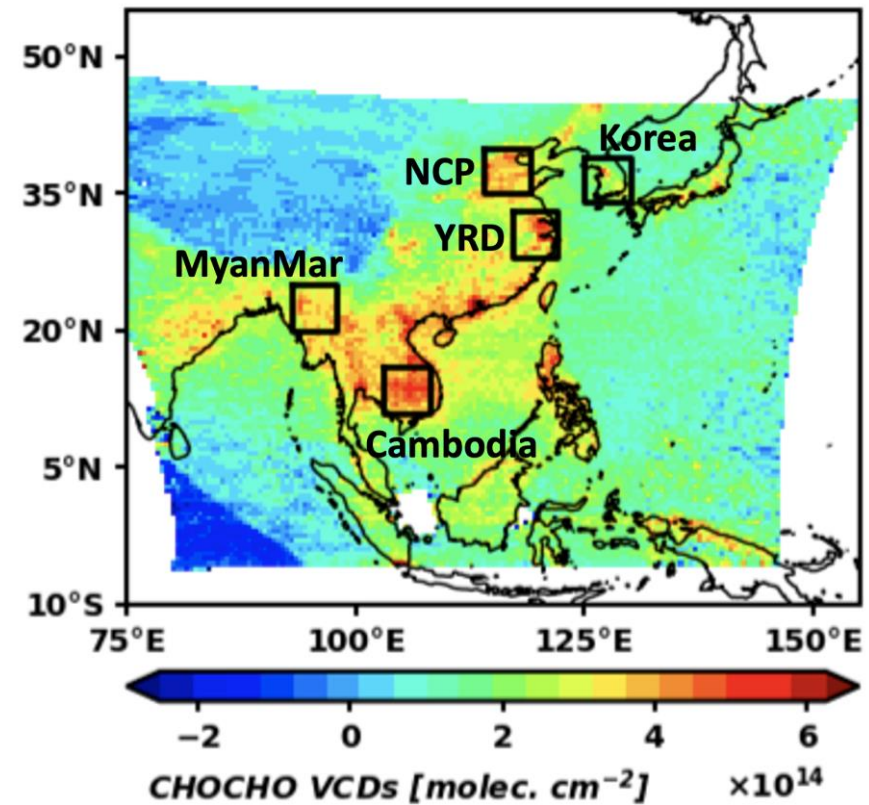 50°N
Korea
NCP
35°N
YRD
MyanMar
20°N
Cambodia
5°N
10°S
75°E 100°E 125°E 150°E
−2 0 2 4 6
CHOCHO VCDs [molec. cm⁻²] ×10¹⁴